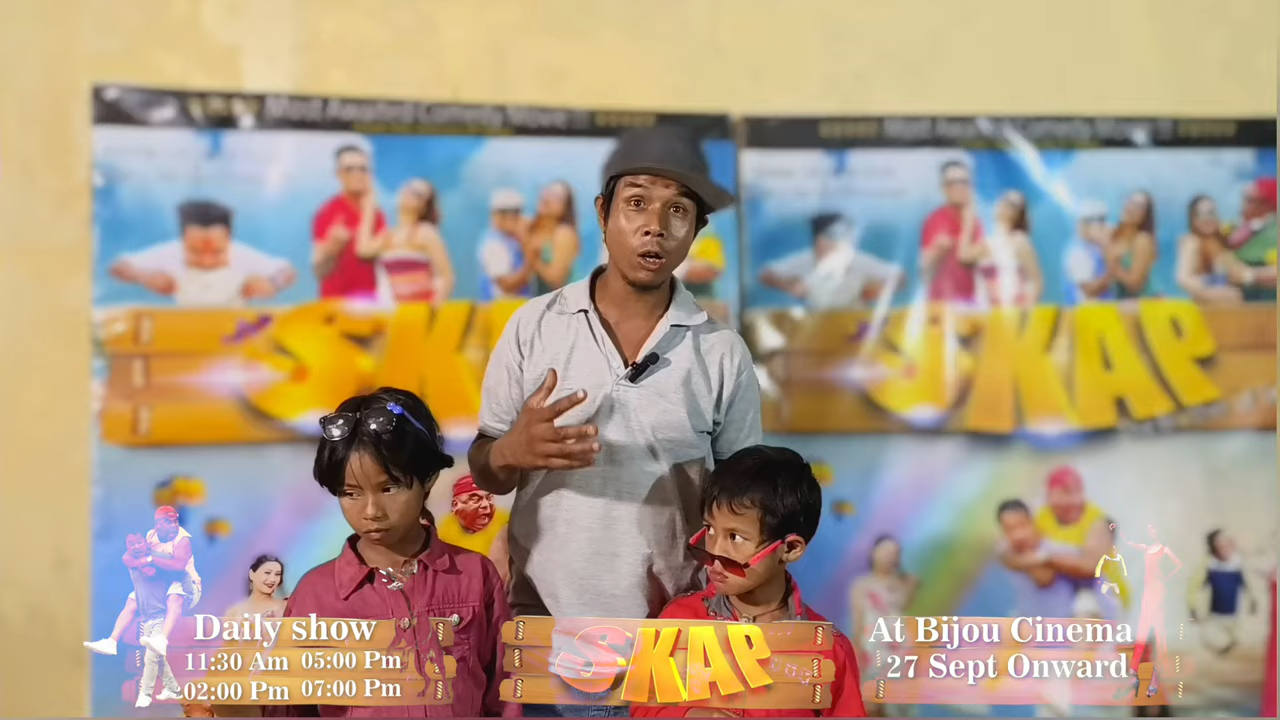 Most Awaited Comedy Movie !!
Most Awaited Comedy Movie !!
SK
SKAP
Daily show
11:30 Am 05:00 Pm
02:00 Pm 07:00 Pm
SKAP
At Bijou Cinema
27 Sept Onward